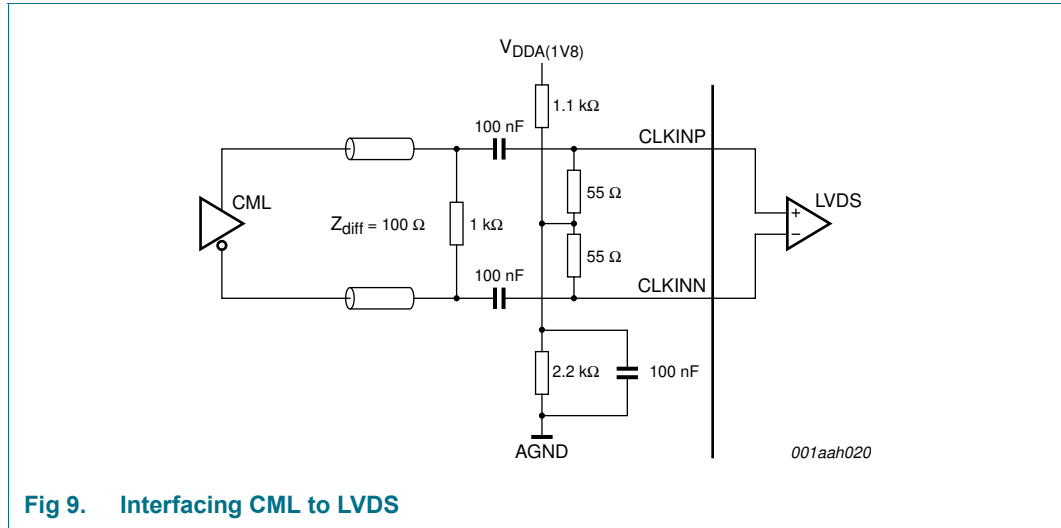 VDDA(1V8)
1.1 kΩ
100 nF
CLKINP
CML
55 Ω
LVDS
Zdiff = 100 Ω
1 kΩ
+
−
55 Ω
100 nF
CLKINN
2.2 kΩ
100 nF
AGND
001aah020
Fig 9. Interfacing CML to LVDS